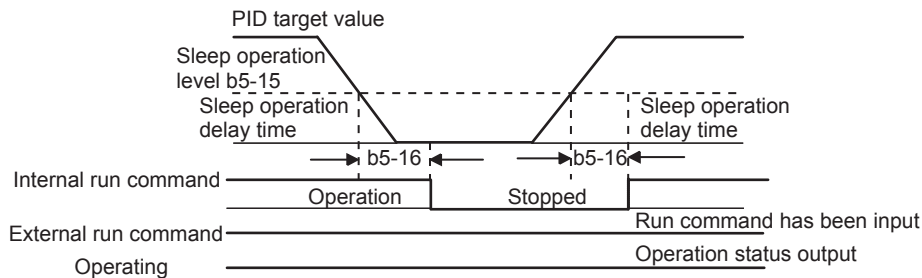 PID target value
Sleep operation
level b5-15
Sleep operation
delay time
Sleep operation
delay time
b5-16
b5-16
Internal run command
Operation
Stopped
Run command has been input
External run command
Operation status output
Operating